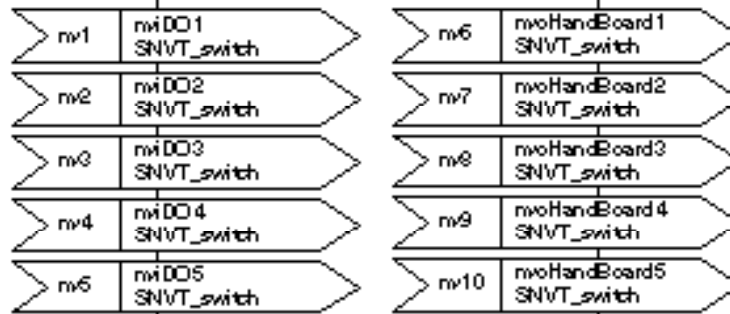 nv1
nviDO1
SNVT_switch
nv2
nviDO2
SNVT_switch
nv3
nviDO3
SNVT_switch
nv4
nviDO4
SNVT_switch
nv5
nviDO5
SNVT_switch
nv6
nvoHandBoard1
SNVT_switch
nv7
nvoHandBoard2
SNVT_switch
nv8
nvoHandBoard3
SNVT_switch
nv9
nvoHandBoard4
SNVT_switch
nv10
nvoHandBoard5
SNVT_switch